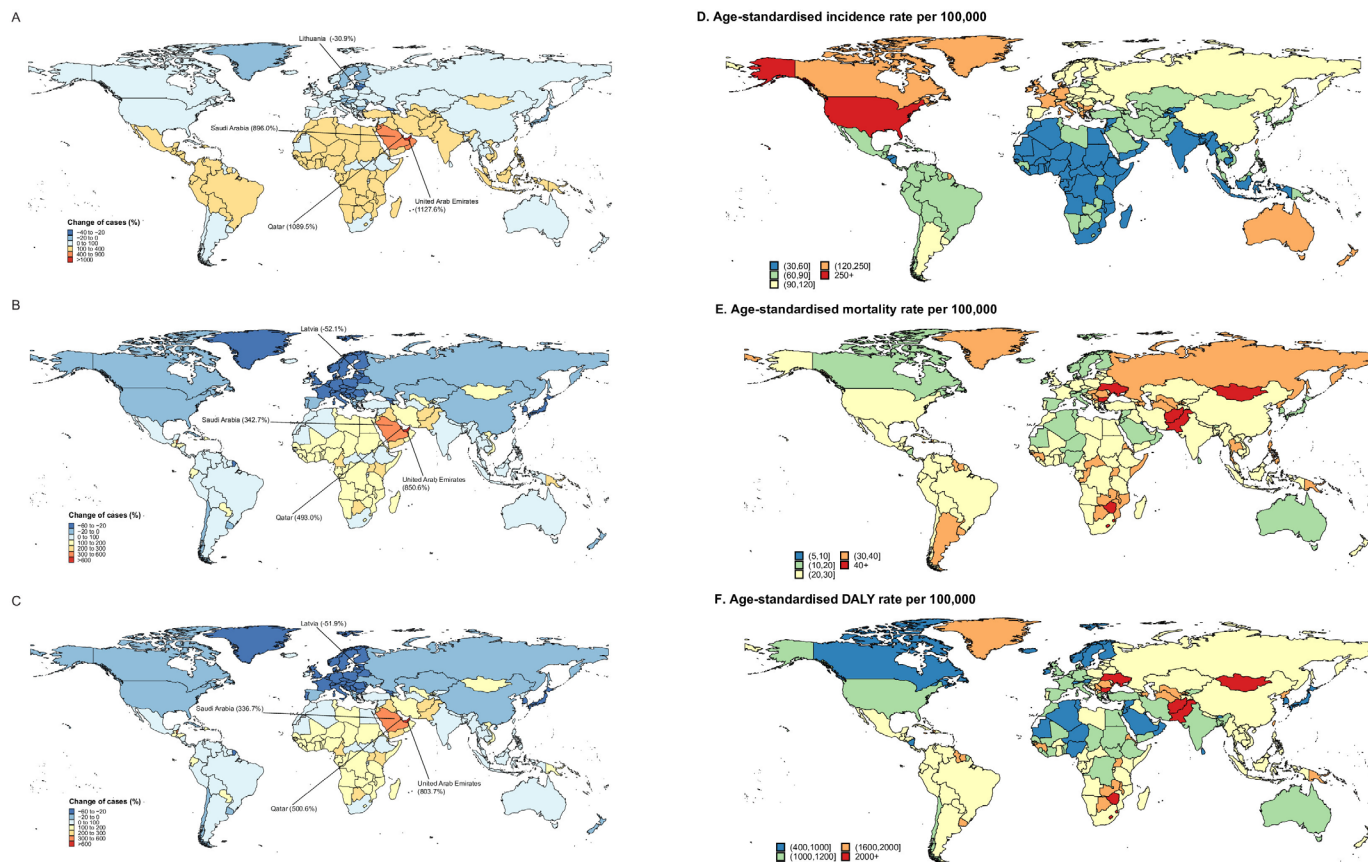 A
Lithuania (-30.9%)
Saudi Arabia (896.0%)
United Arab Emirates
(1127.6%)
Qatar (1089.5%)
Change of cases (%)
−40 to −20
−20 to 0
0 to 100
100 to 400
400 to 900
>1000
B
Latvia (-52.1%)
Saudi Arabia (342.7%)
United Arab Emirates
(850.6%)
Qatar (493.0%)
Change of cases (%)
−60 to −20
−20 to 0
0 to 100
100 to 200
200 to 300
300 to 600
>600
C
Latvia (-51.9%)
Saudi Arabia (336.7%)
United Arab Emirates
(803.7%)
Qatar (500.6%)
Change of cases (%)
−60 to −20
−20 to 0
0 to 100
100 to 200
200 to 300
300 to 600
>600
D. Age-standardised incidence rate per 100,000
(30,60] (120,250]
(60,90] 250+
(90,120]
E. Age-standardised mortality rate per 100,000
(5,10] (30,40]
(10,20] 40+
(20,30]
F. Age-standardised DALY rate per 100,000
(400,1000] (1600,2000]
(1000,1200] 2000+